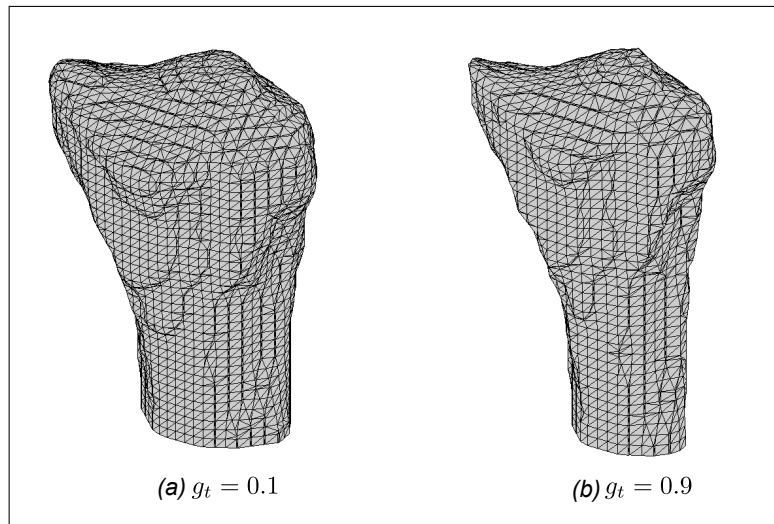 (a) g_t = 0.1
(b) g_t = 0.9